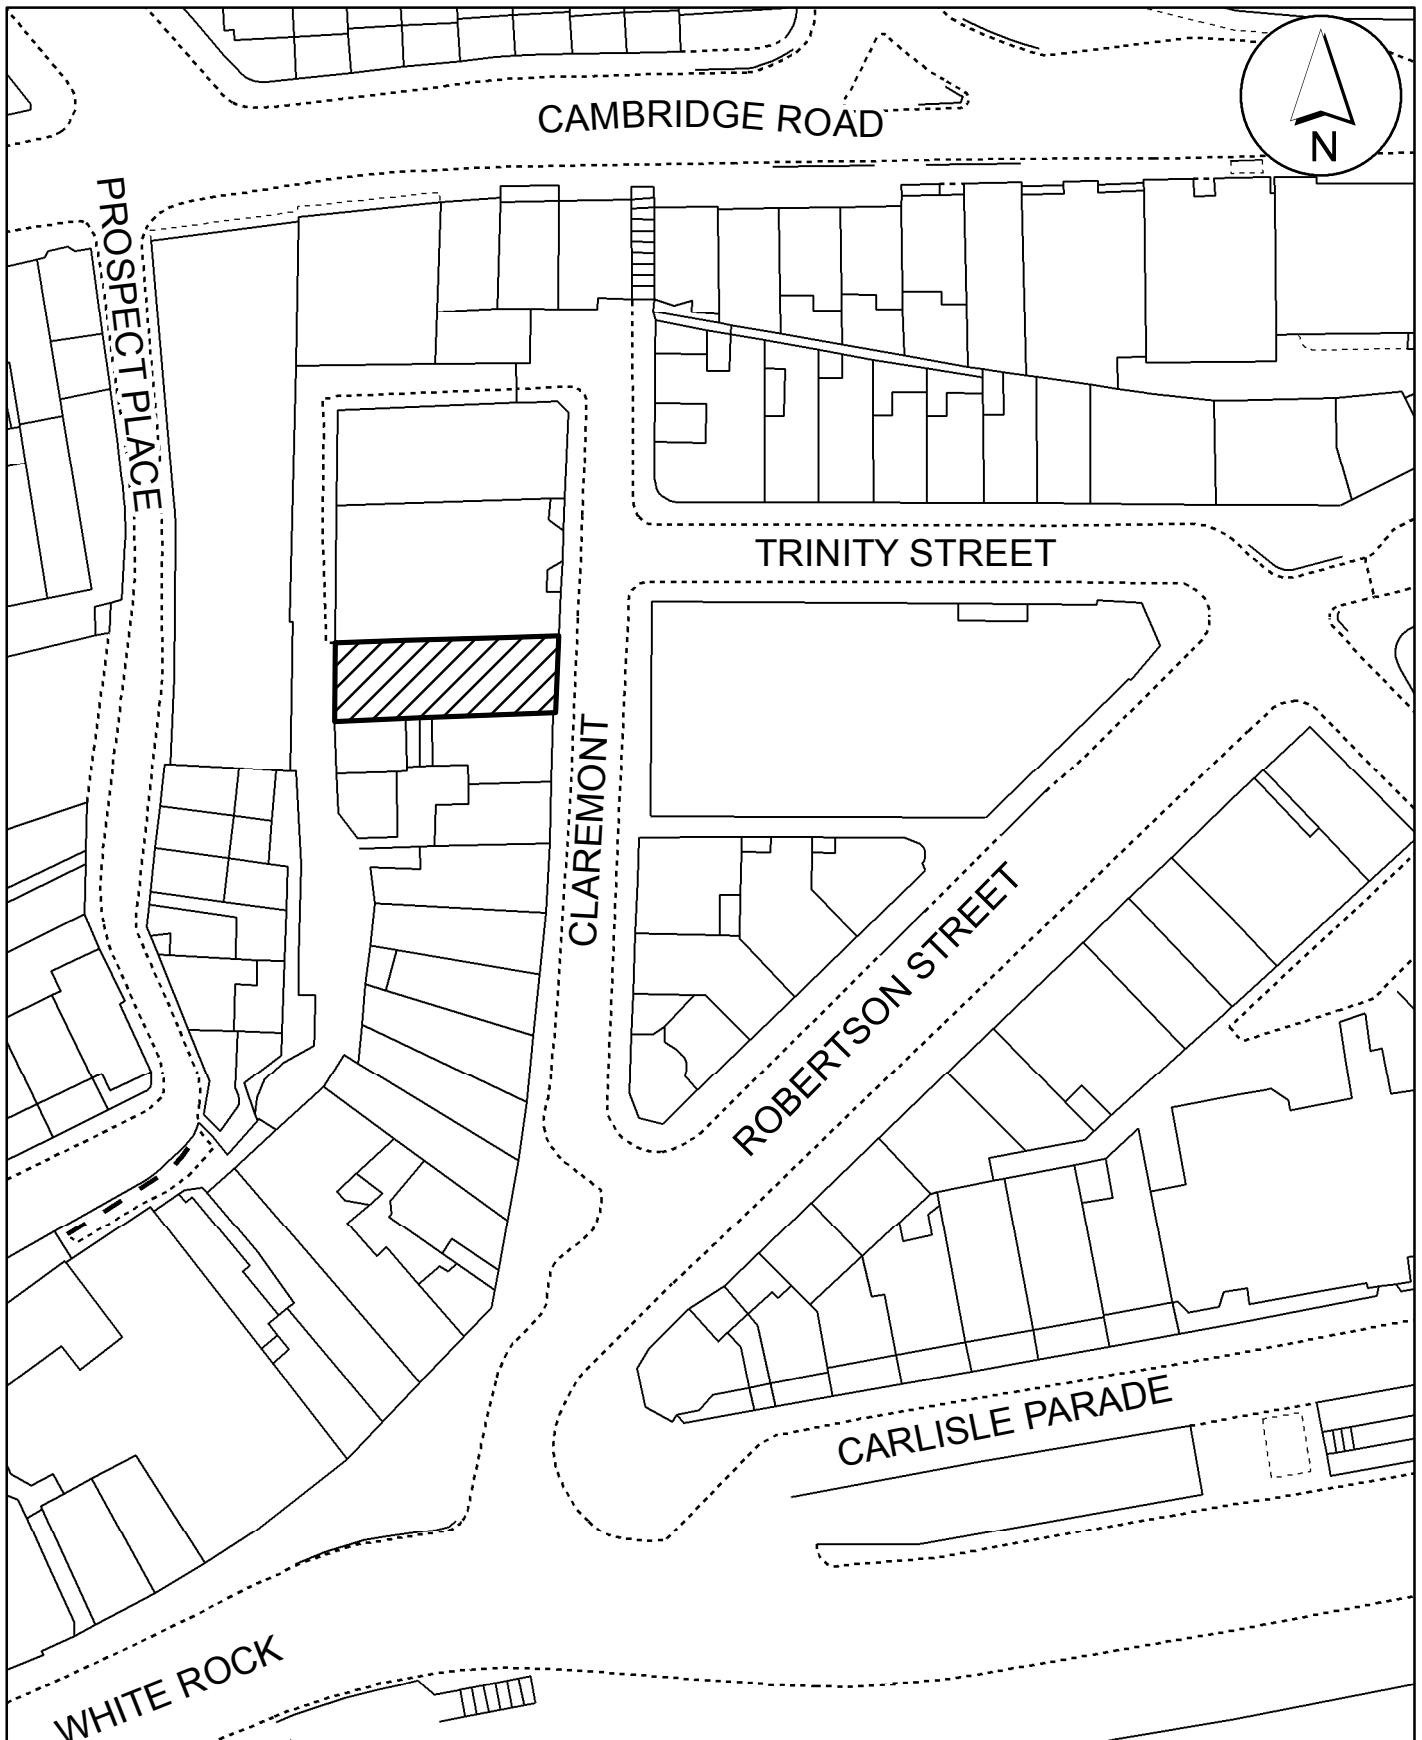 CAMBRIDGE ROAD
N
PROSPECT PLACE
TRINITY STREET
CLAREMONT
ROBERTSON STREET
CARLISLE PARADE
WHITE ROCK